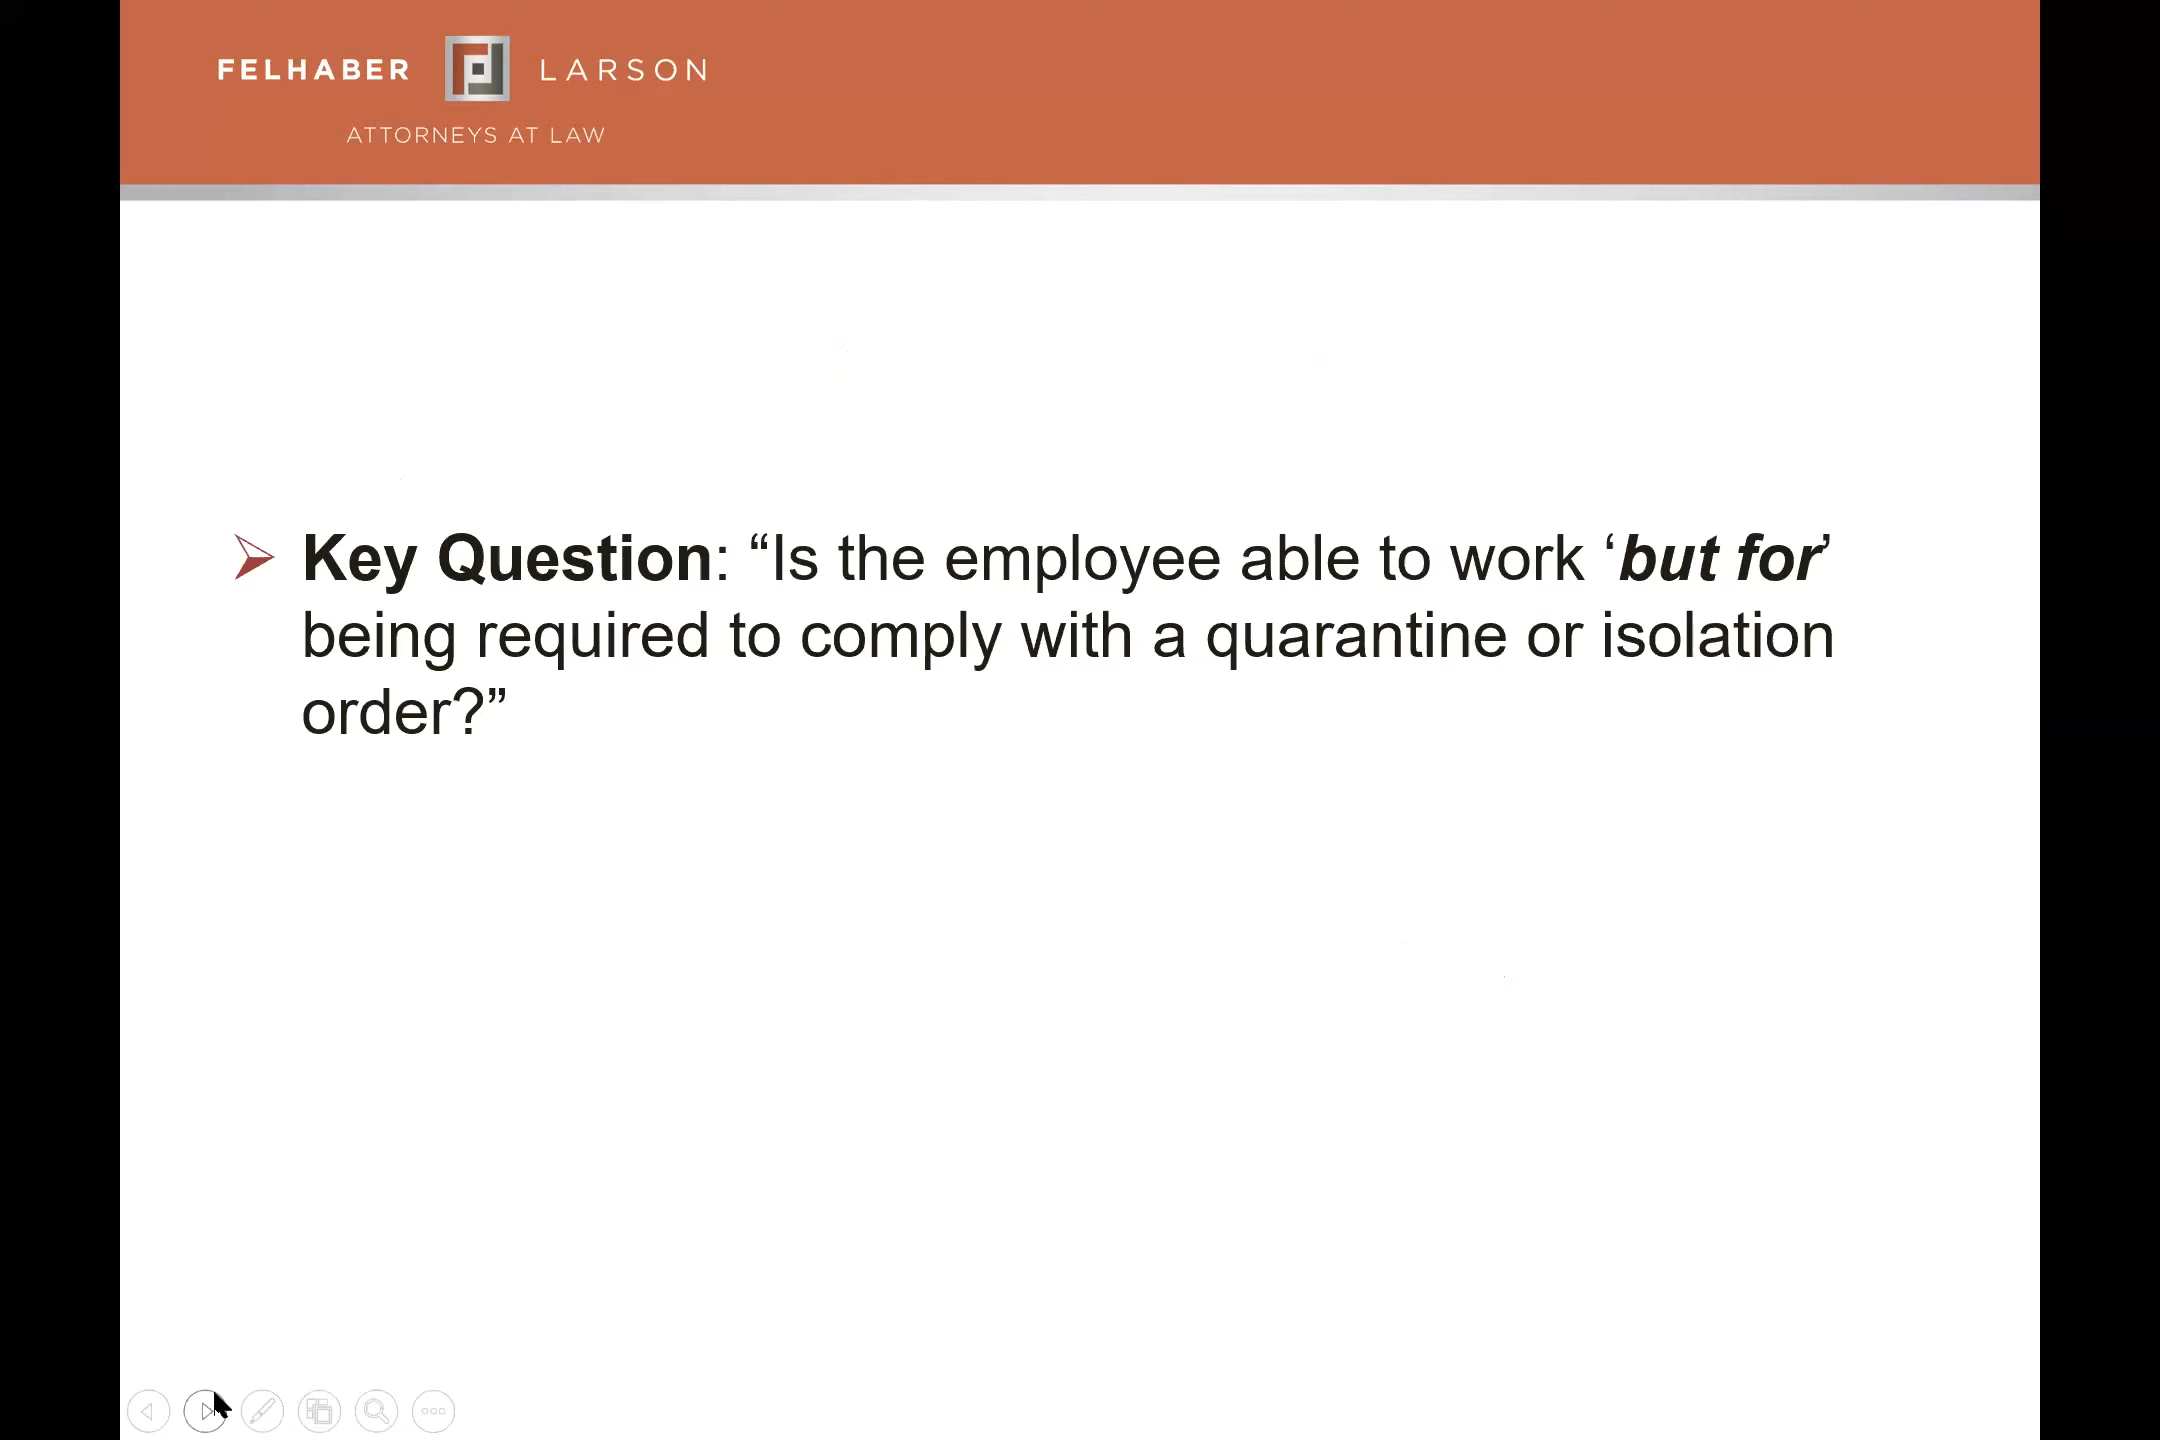 FELHABER LARSON
ATTORNEYS AT LAW
Key Question: “Is the employee able to work ‘but for’
being required to comply with a quarantine or isolation
order?”